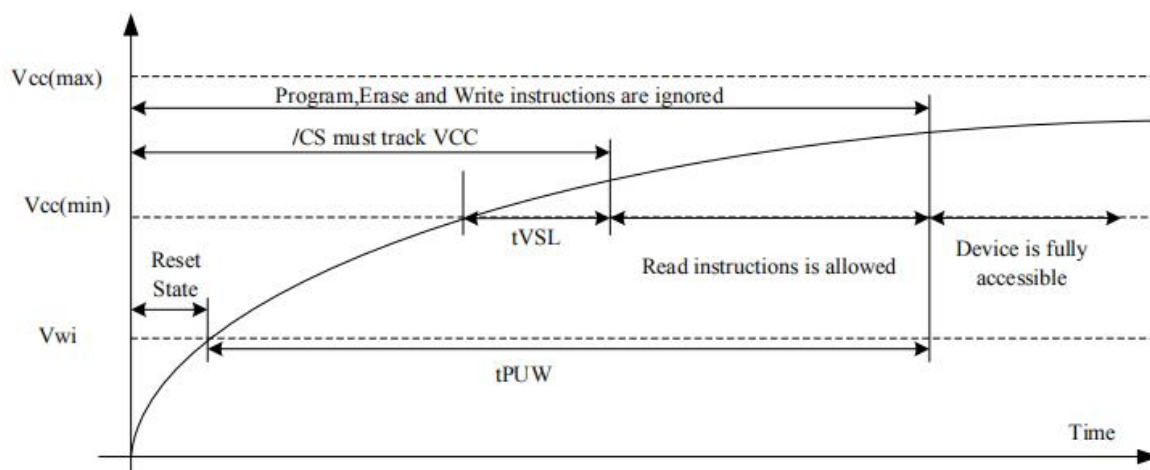 Vcc(max)
Program,Erase and Write instructions are ignored
/CS must track VCC
Vcc(min)
tVSL
Reset
State
Read instructions is allowed
Device is fully
accessible
Vwi
tPUW
Time